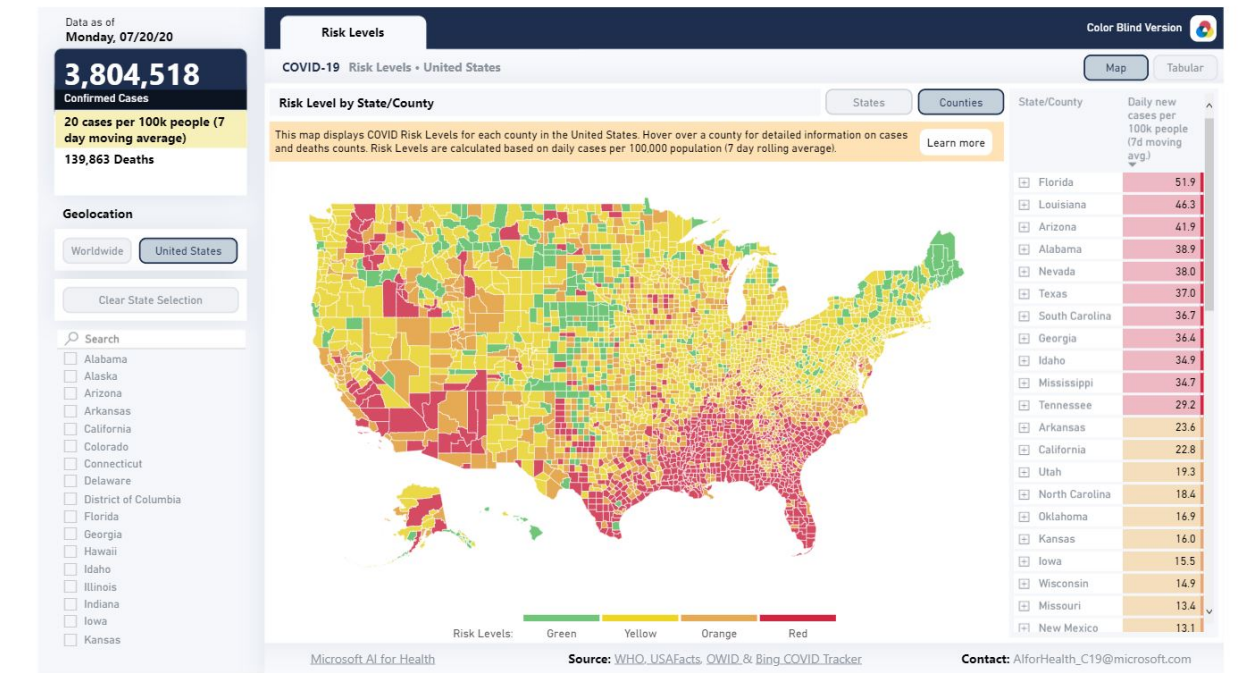 Data as of
Monday, 07/20/20
3,804,518
Confirmed Cases
20 cases per 100k people (7
day moving average)
139,863 Deaths
Geolocation
Worldwide United States
Clear State Selection
Search
Alabama
Alaska
Arizona
Arkansas
California
Colorado
Connecticut
Delaware
District of Columbia
Florida
Georgia
Hawaii
Idaho
Illinois
Indiana
Iowa
Kansas
Risk Levels
Color Blind Version
COVID-19 Risk Levels • United States
Map Tabular
Risk Level by State/County
States Counties
This map displays COVID Risk Levels for each county in the United States. Hover over a county for detailed information on cases
and deaths counts. Risk Levels are calculated based on daily cases per 100,000 population (7 day rolling average).
Learn more
Risk Levels: Green Yellow Orange Red
State/County
Daily new
cases per
100k people
(7d moving
avg.)
Florida 51.9
Louisiana 46.3
Arizona 41.9
Alabama 38.9
Nevada 38.0
Texas 37.0
South Carolina 36.7
Georgia 36.4
Idaho 34.9
Mississippi 34.7
Tennessee 29.2
Arkansas 23.6
California 22.8
Utah 19.3
North Carolina 18.4
Oklahoma 16.9
Kansas 16.0
Iowa 15.5
Wisconsin 14.9
Missouri 13.4
New Mexico 13.1
Microsoft AI for Health
Source: WHO, USAFacts, OWID & Bing COVID Tracker
Contact: AIforHealth_C19@microsoft.com